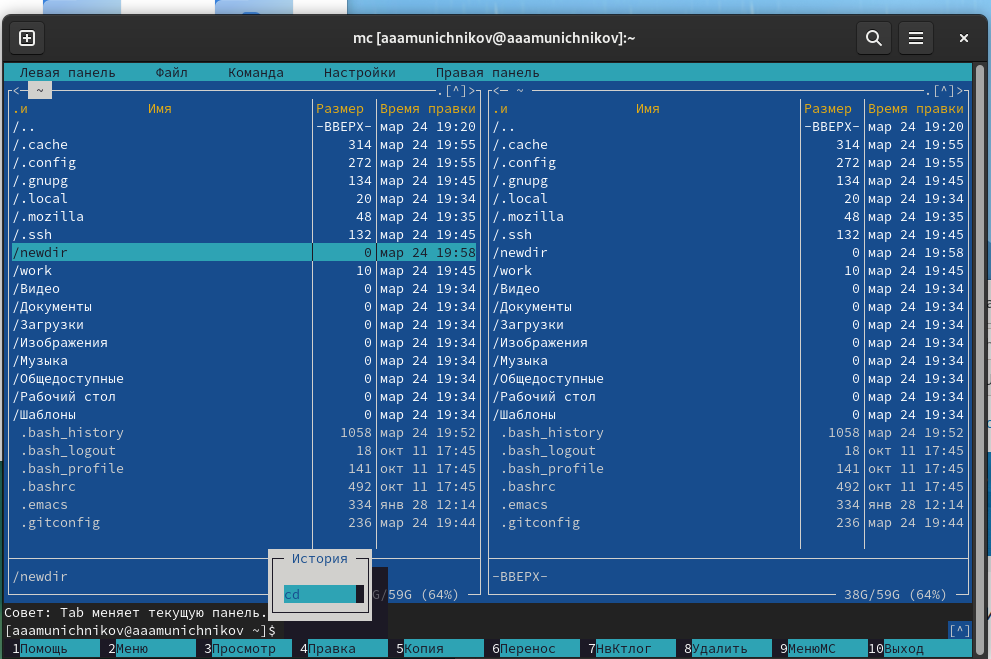 mc [aaamunichnikov@aaamunichnikov]:~
Левая панель Файл Команда Настройки Правая панель
<─ ~ .[^]>
.и Имя Размер Время правки
/.. -ВВЕРХ- мар 24 19:20
/.cache 314 мар 24 19:55
/.config 272 мар 24 19:55
/.gnupg 134 мар 24 19:45
/.local 20 мар 24 19:34
/.mozilla 48 мар 24 19:35
/.ssh 132 мар 24 19:45
/newdir 0 мар 24 19:58
/work 10 мар 24 19:45
/Видео 0 мар 24 19:34
/Документы 0 мар 24 19:34
/Загрузки 0 мар 24 19:34
/Изображения 0 мар 24 19:34
/Музыка 0 мар 24 19:34
/Общедоступные 0 мар 24 19:34
/Рабочий стол 0 мар 24 19:34
/Шаблоны 0 мар 24 19:34
.bash_history 1058 мар 24 19:52
.bash_logout 18 окт 11 17:45
.bash_profile 141 окт 11 17:45
.bashrc 492 окт 11 17:45
.emacs 334 янв 28 12:14
.gitconfig 236 мар 24 19:44
/newdir
G/59G (64%)
<─ ~ .[^]>
.и Имя Размер Время правки
/.. -ВВЕРХ- мар 24 19:20
/.cache 314 мар 24 19:55
/.config 272 мар 24 19:55
/.gnupg 134 мар 24 19:45
/.local 20 мар 24 19:34
/.mozilla 48 мар 24 19:35
/.ssh 132 мар 24 19:45
/newdir 0 мар 24 19:58
/work 10 мар 24 19:45
/Видео 0 мар 24 19:34
/Документы 0 мар 24 19:34
/Загрузки 0 мар 24 19:34
/Изображения 0 мар 24 19:34
/Музыка 0 мар 24 19:34
/Общедоступные 0 мар 24 19:34
/Рабочий стол 0 мар 24 19:34
/Шаблоны 0 мар 24 19:34
.bash_history 1058 мар 24 19:52
.bash_logout 18 окт 11 17:45
.bash_profile 141 окт 11 17:45
.bashrc 492 окт 11 17:45
.emacs 334 янв 28 12:14
.gitconfig 236 мар 24 19:44
-ВВЕРХ-
38G/59G (64%)
История
cd
Совет: Tab меняет текущую панель.
[aaamunichnikov@aaamunichnikov ~]$ [^]
1Помощь 2Меню 3Просмотр 4Правка 5Копия 6Перенос 7НвКтлог 8Удалить 9МенюМС 10Выход